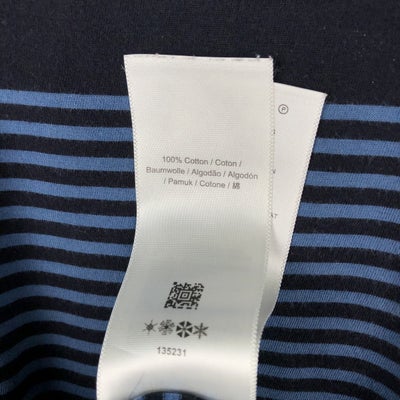 100% Cotton / Coton /
Baumwolle / Algodão / Algodón
/ Pamuk / Cotone / 綿
135231
P